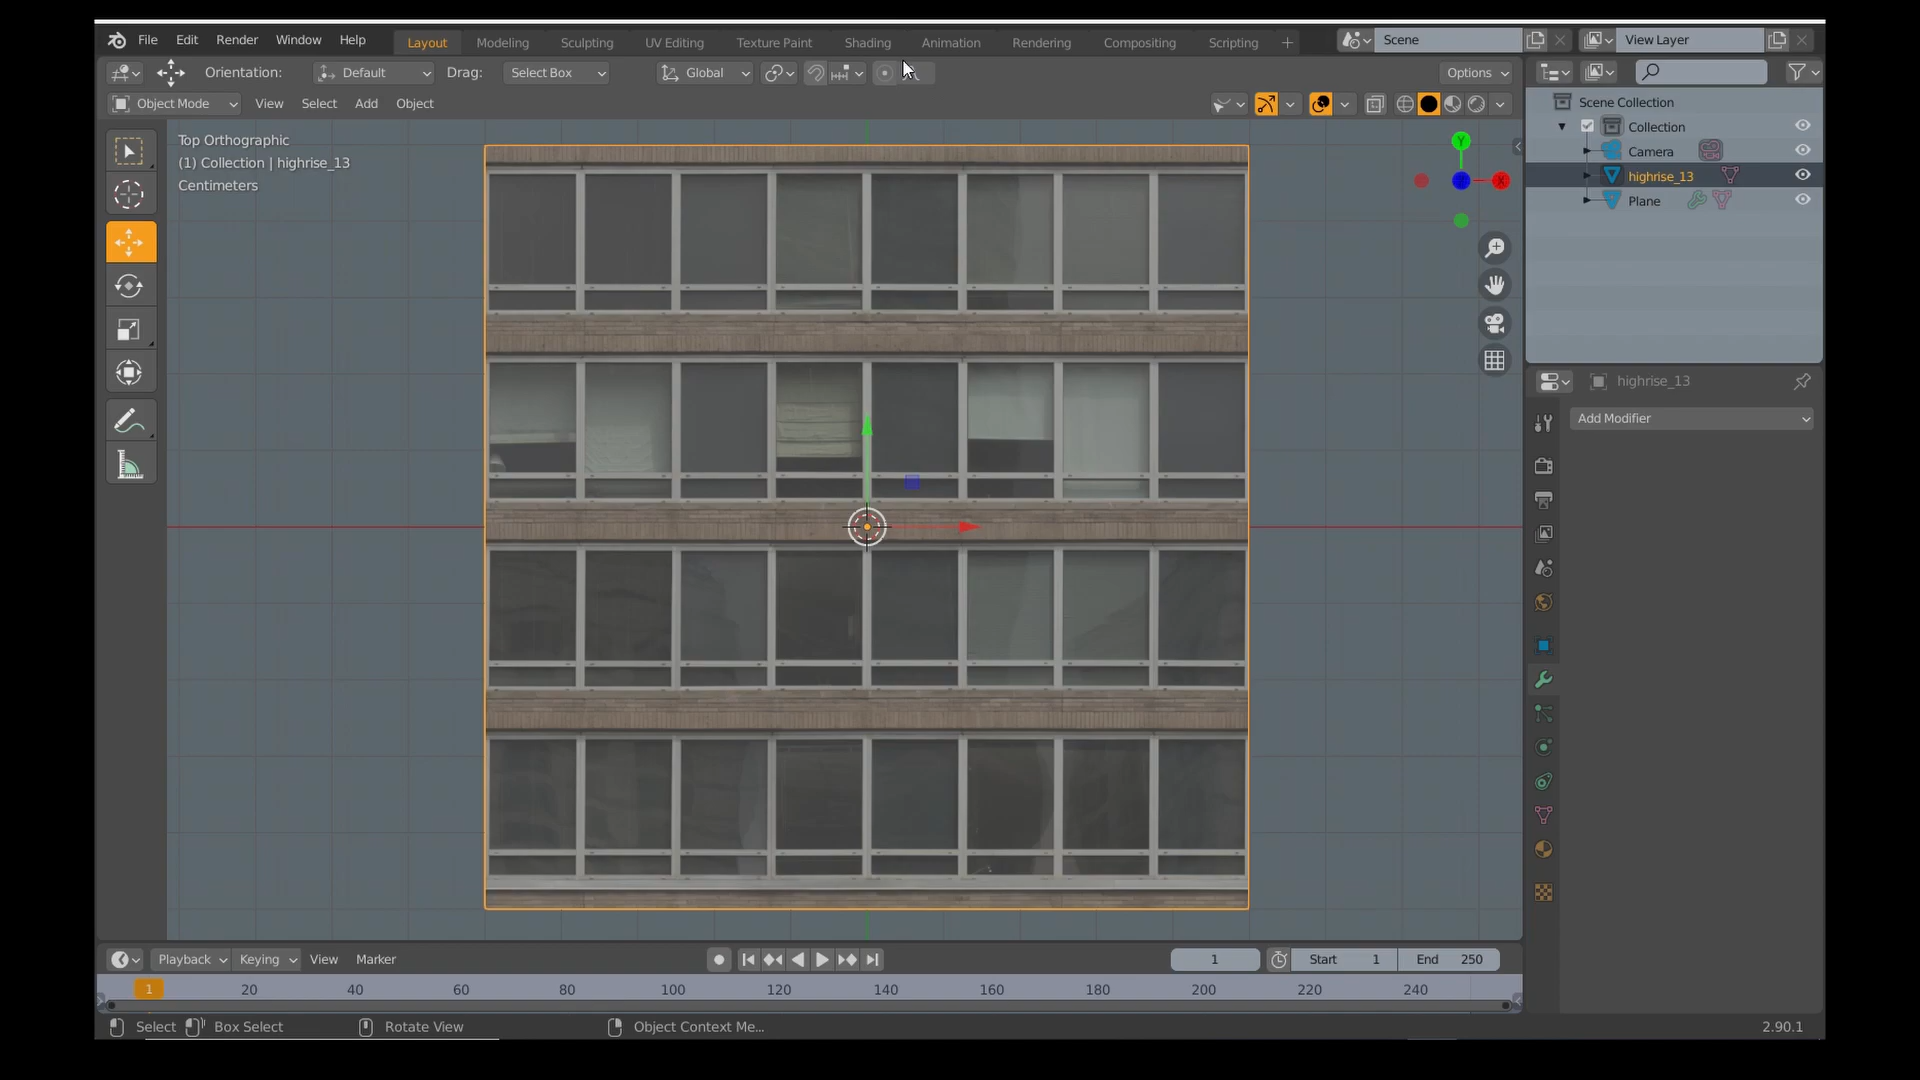 File Edit Render Window Help Layout Modeling Sculpting UV Editing Texture Paint Shading Animation Rendering Compositing Scripting + Scene View Layer
Orientation: Default Drag: Select Box Global Options
Object Mode View Select Add Object
Top Orthographic
(1) Collection | highrise_13
Centimeters
Y
X
Scene Collection
Collection
Camera
highrise_13
Plane
highrise_13
Add Modifier
Playback Keying View Marker 1 Start 1 End 250
1 20 40 60 80 100 120 140 160 180 200 220 240
Select Box Select Rotate View Object Context Me... 2.90.1